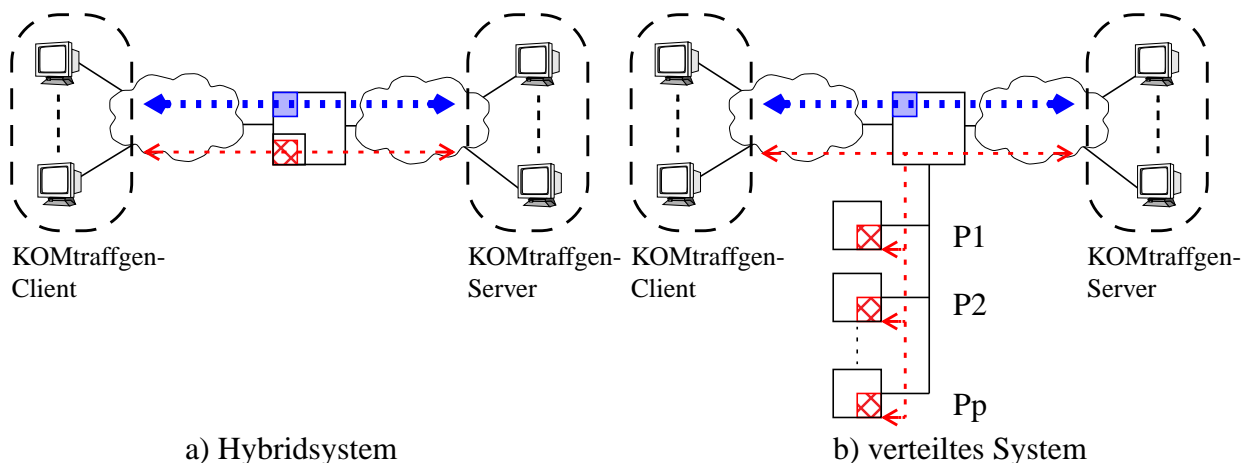 KOMtraffgen-
Client
KOMtraffgen-
Server
a) Hybridsystem
KOMtraffgen-
Client
P1
P2
Pp
KOMtraffgen-
Server
b) verteiltes System